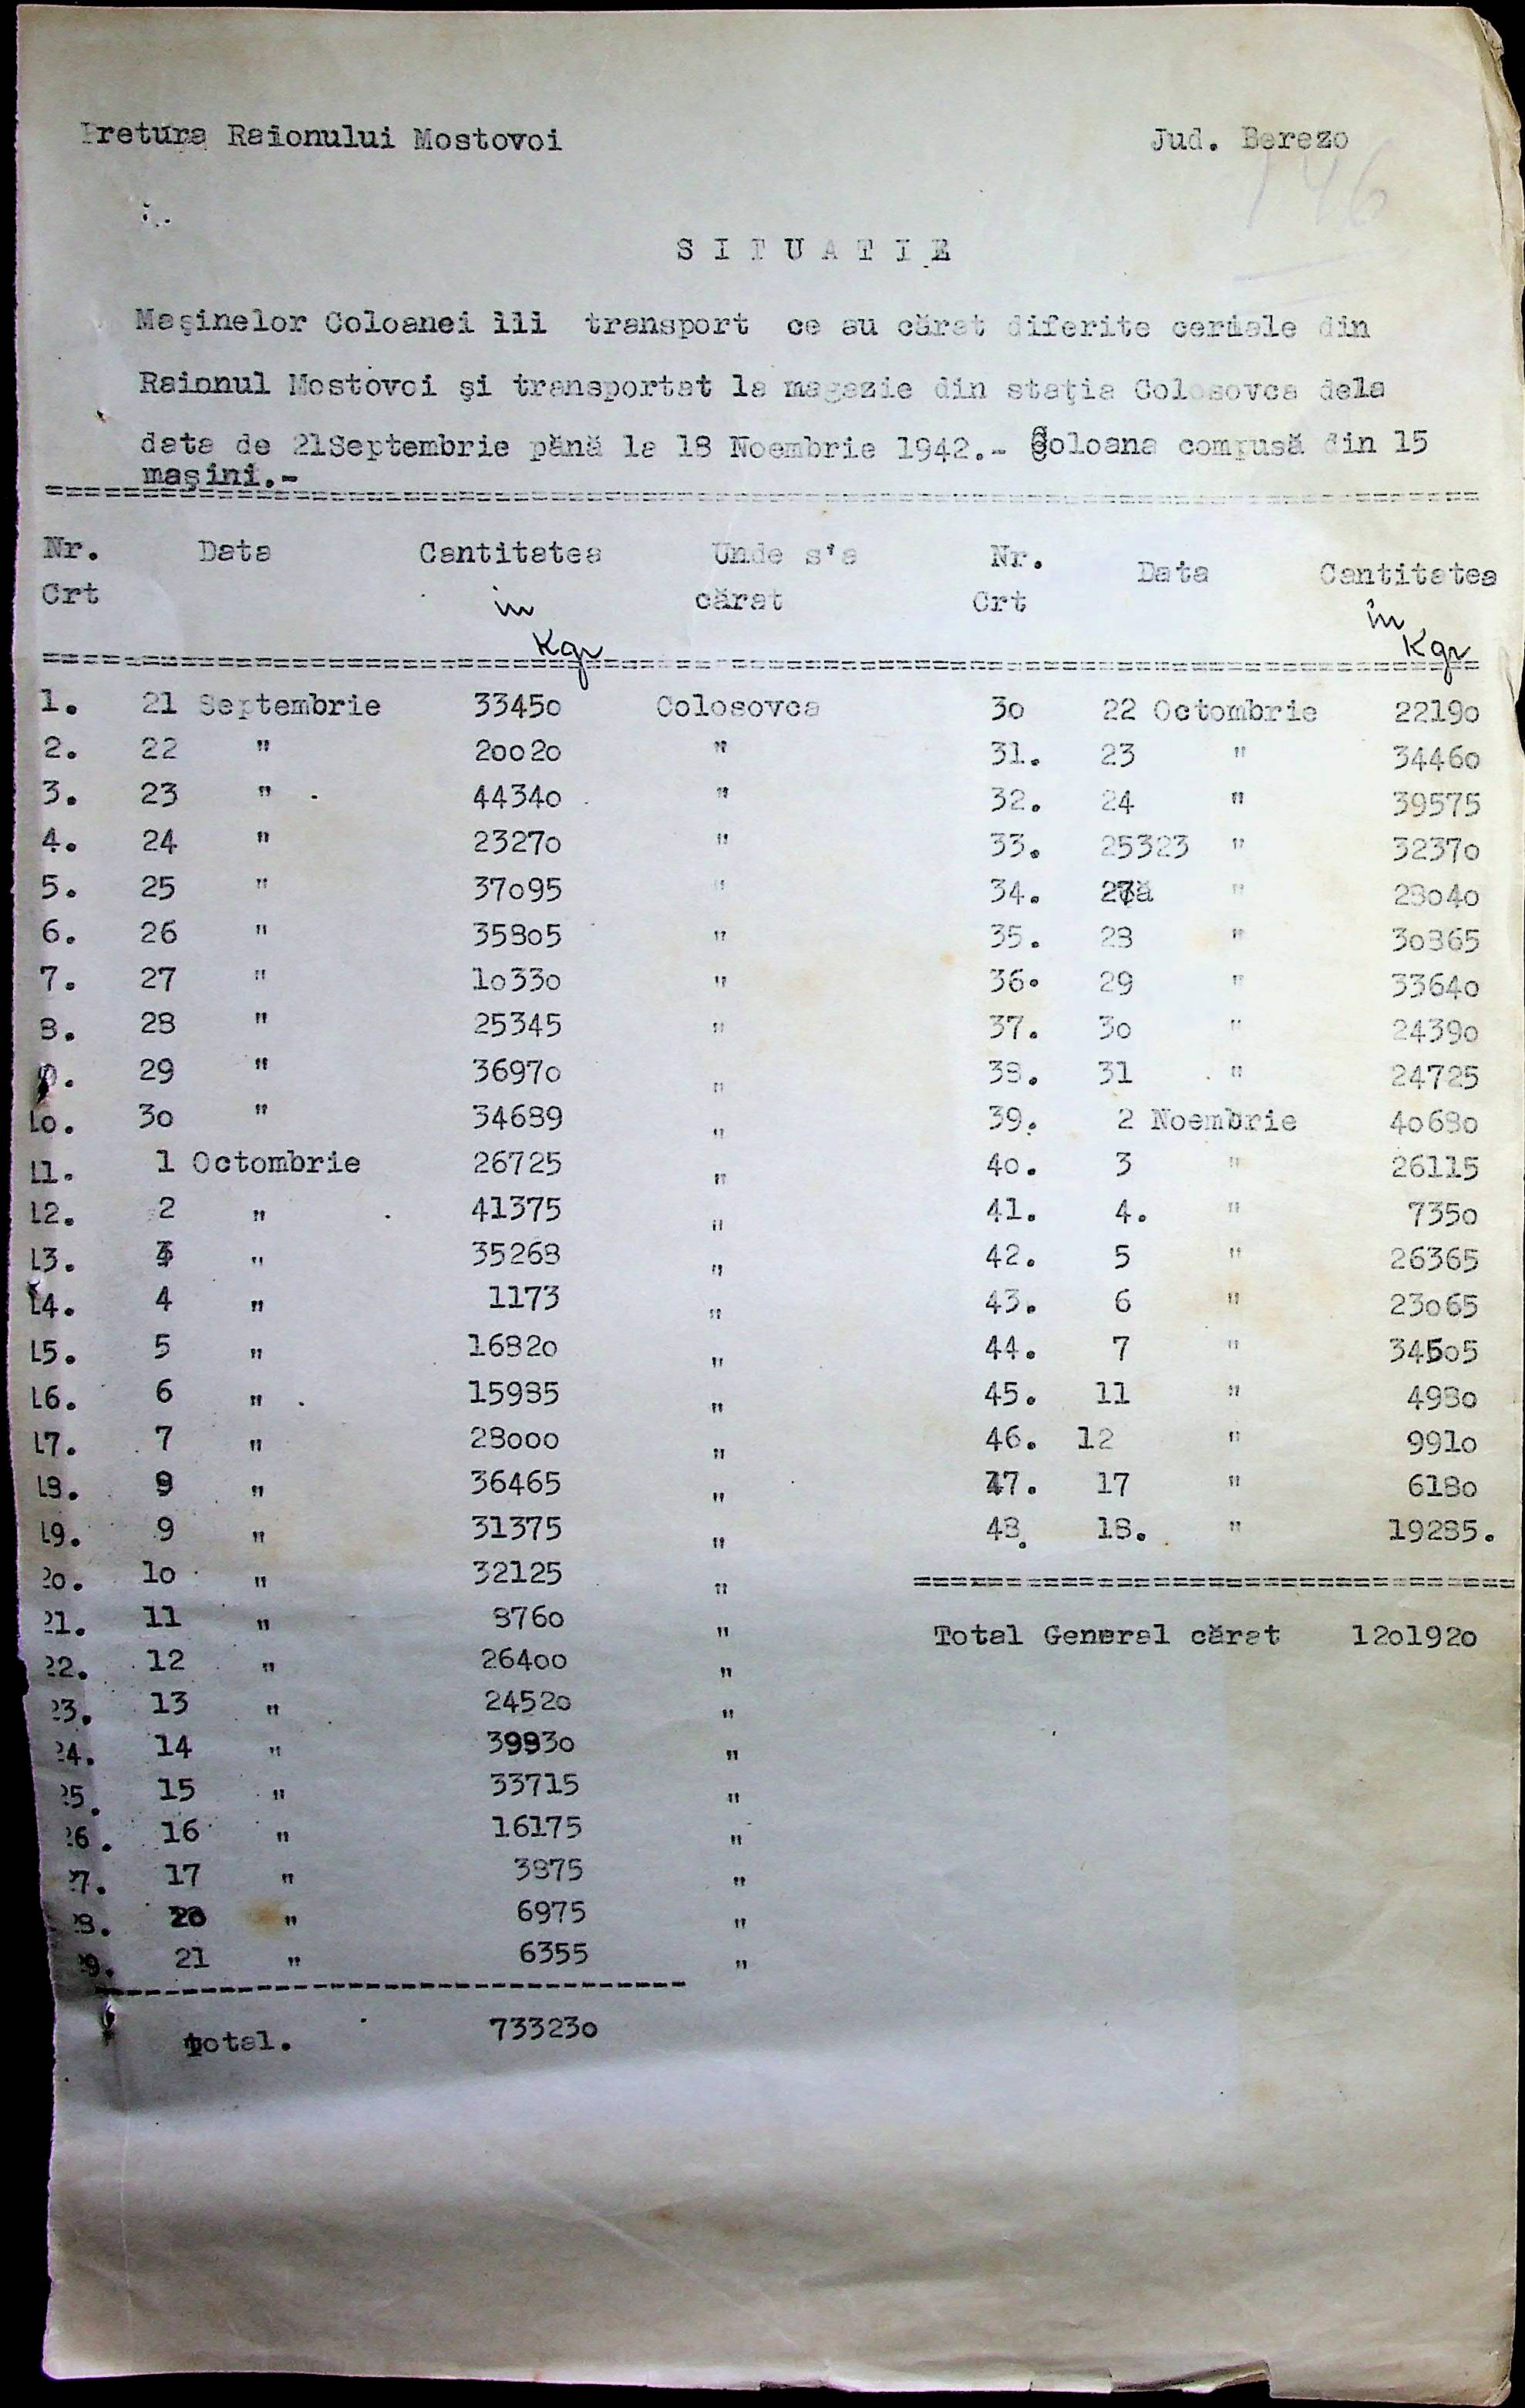 Pretura Raionului Mostovoi Jud. Berezo
146
S I T U A T I E
Maşinelor Coloanei ili transport ce au cărat diferite ceriale din
Raionul Mostovoi şi transportat la magazie din staţia Colosovca dela
data de 21Septembrie până la 18 Noembrie 1942.- Coloana compusă din 15
maşini.-
Nr. Crt Data Cantitatea în Kgr Unde s'a cărat Nr. Crt Data Cantitatea în Kgr
1. 21 Septembrie 33450 Colosovca 30 22 Octombrie 22190
2. 22 " 20020 " 31. 23 " 34460
3. 23 " 44340 " 32. 24 " 39575
4. 24 " 23270 " 33. 25323 " 32370
5. 25 " 37095 " 34. " 28040
6. 26 " 35805 " 35. 28 " 30865
7. 27 " 10330 " 36. 29 " 33640
8. 28 " 25345 " 37. 30 " 24390
9. 29 " 36970 " 38. 31 " 24725
10. 30 " 34689 " 39. 2 Noembrie 40680
11. 1 Octombrie 26725 " 40. 3 " 26115
12. 2 " 41375 " 41. 4. " 7350
13. 3 " 35268 " 42. 5 " 26365
14. 4 " 1173 " 43. 6 " 23065
15. 5 " 16820 " 44. 7 " 34505
16. 6 " 15985 " 45. 11 " 4980
17. 7 " 28000 " 46. 12 " 9910
18. 9 " 36465 " 47. 17 " 6180
19. 9 " 31375 " 48. 18. " 19285.
20. 10 " 32125 "
21. 11 " 8760 " Total General cărat 1201920
22. 12 " 26400 "
23. 13 " 24520 "
24. 14 " 39930 "
25. 15 " 33715 "
26. 16 " 16175 "
27. 17 " 3875 "
28. 20 " 6975 "
29. 21 " 6355 "
total. 733230